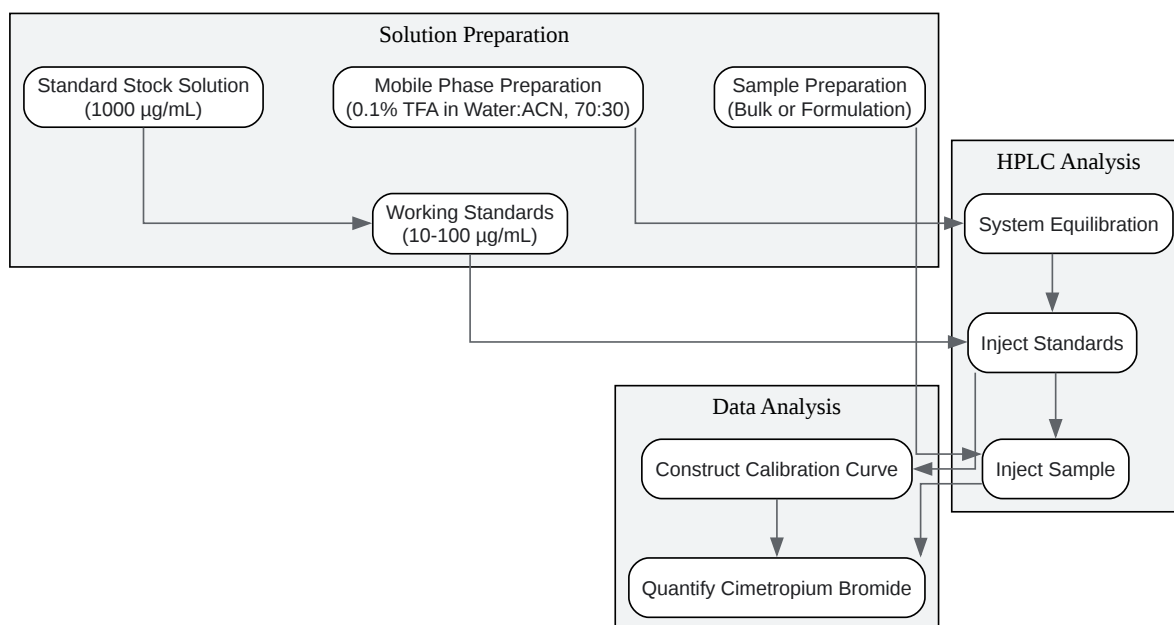 Solution Preparation
Standard Stock Solution
(1000 µg/mL)
Mobile Phase Preparation
(0.1% TFA in Water:ACN, 70:30)
Sample Preparation
(Bulk or Formulation)
Working Standards
(10-100 µg/mL)
HPLC Analysis
System Equilibration
Inject Standards
Inject Sample
Data Analysis
Construct Calibration Curve
Quantify Cimetropium Bromide